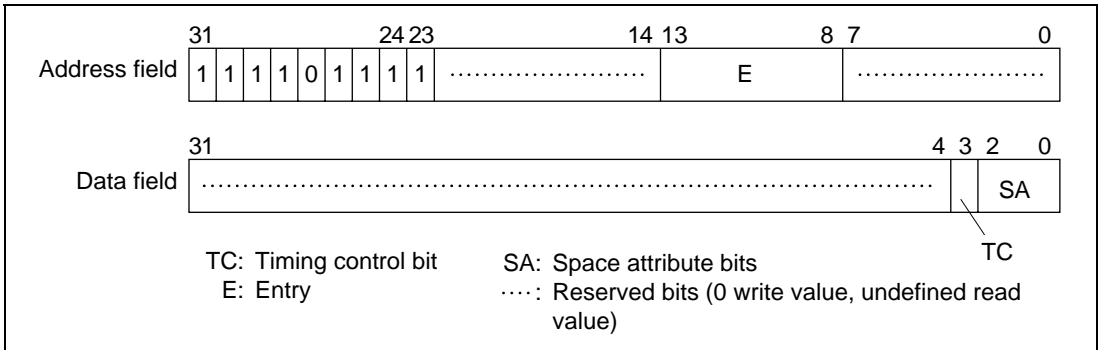 31 24 23 14 13 8 7 0
Address field 1 1 1 1 0 1 1 1 1 ························ E ························
31 4 3 2 0
Data field ································································ SA
TC
TC: Timing control bit
E: Entry
SA: Space attribute bits
····: Reserved bits (0 write value, undefined read
value)